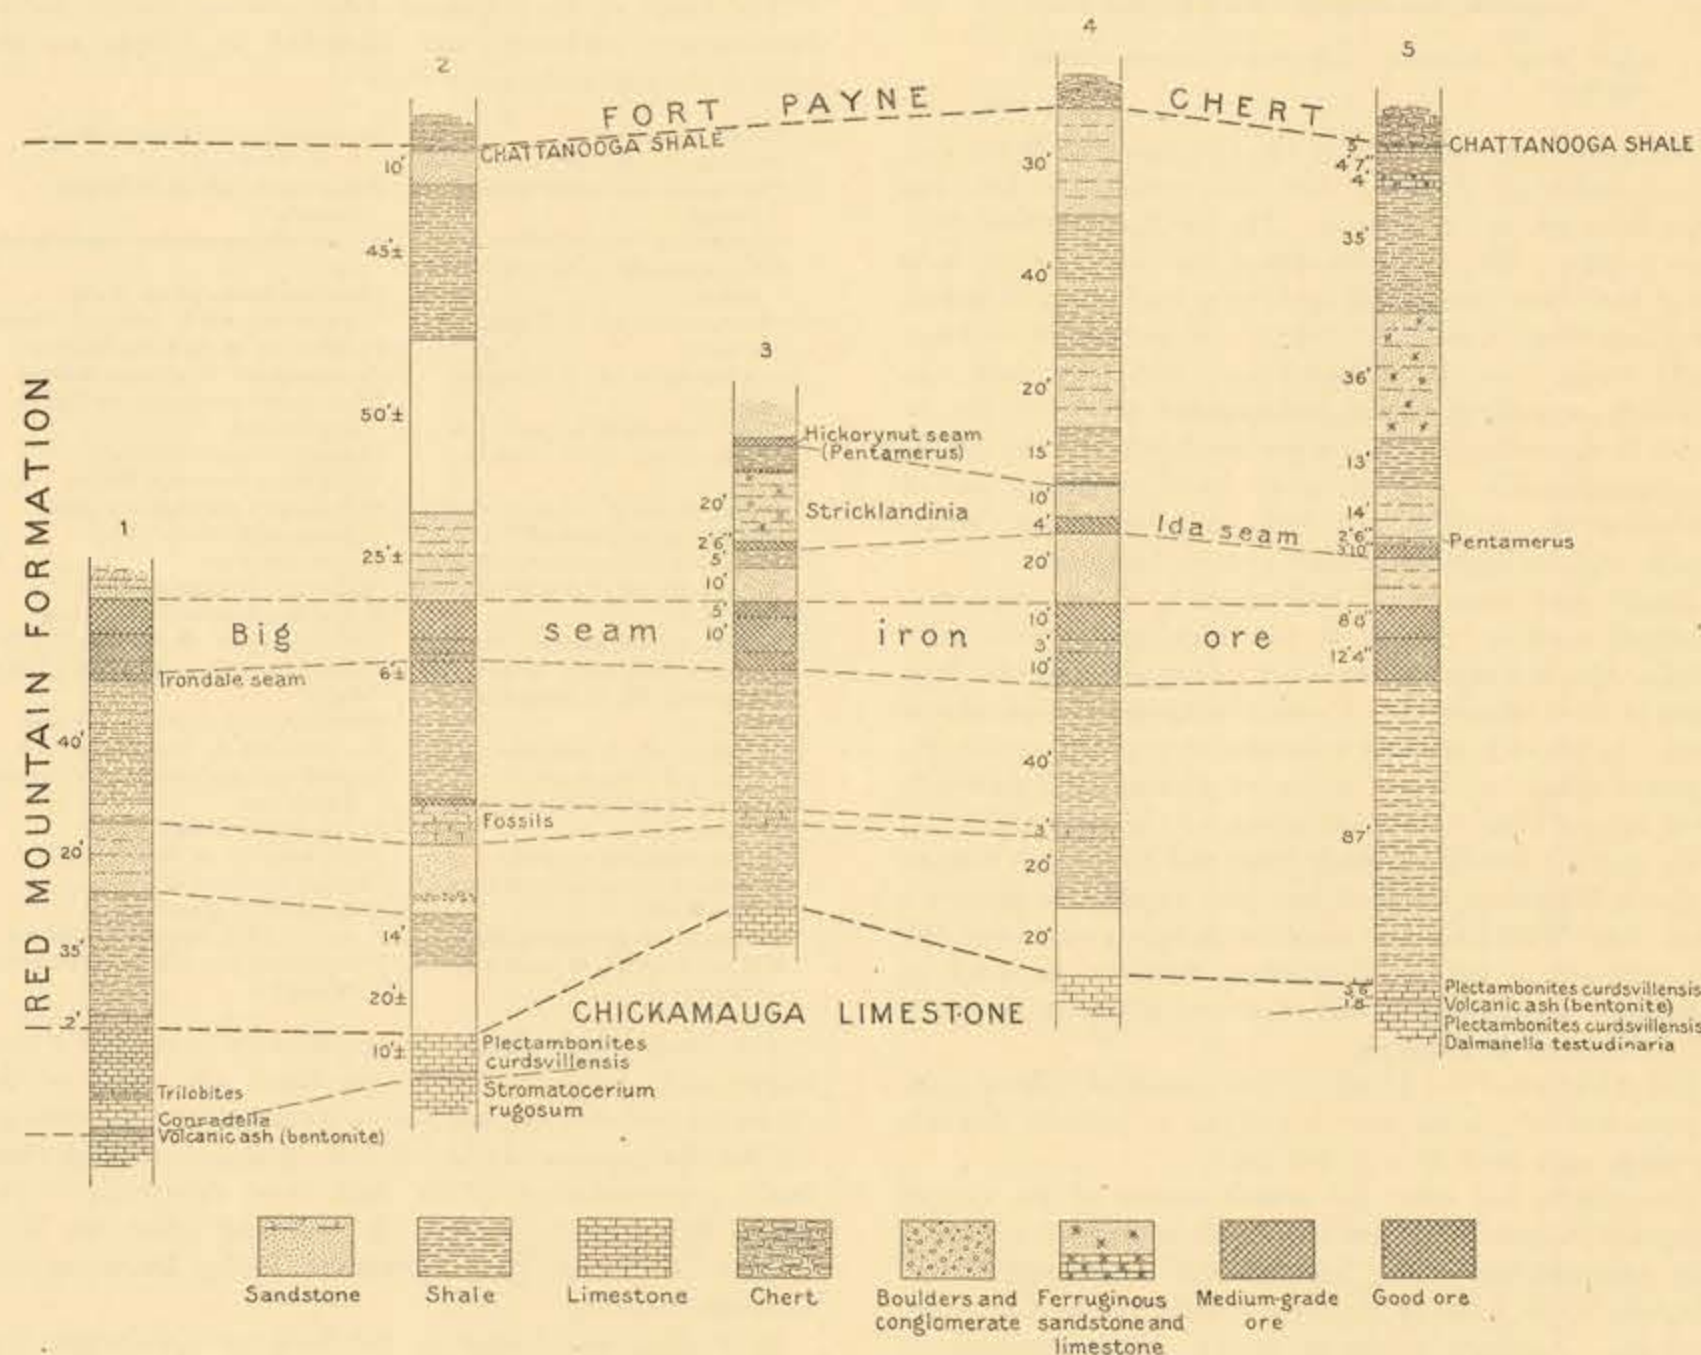 1
2
3
4
5
FORT PAYNE CHERT
CHATTANOOGA SHALE
CHATTANOOGA SHALE
RED MOUNTAIN FORMATION
40'
20'
35'
2'
Irondale seam
Trilobites
Conradella
Volcanic ash (bentonite)
10'
45'±
50'±
25'±
6'±
14'
20'±
10'±
Fossils
Plectambonites
curdsvillensis
Stromatocerium
rugosum
Hickorynut seam
(Pentamerus)
Stricklandinia
20'
2'6"
5'
10'
5'
10'
30'
40'
20'
15'
10'
4'
20'
10'
3'
10'
40'
3'
20'
20'
Ida seam
4'7"
4'
35'
36'
13'
14'
2'6"
3'10"
12'4"
87'
Pentamerus
Big seam iron ore
CHICKAMAUGA LIMESTONE
Plectambonites curdsvillensis
Volcanic ash (bentonite)
Plectambonites curdsvillensis
Dalmanella testudinaria
Sandstone
Shale
Limestone
Chert
Boulders and
conglomerate
Ferruginous
sandstone and
limestone
Medium-grade
ore
Good ore